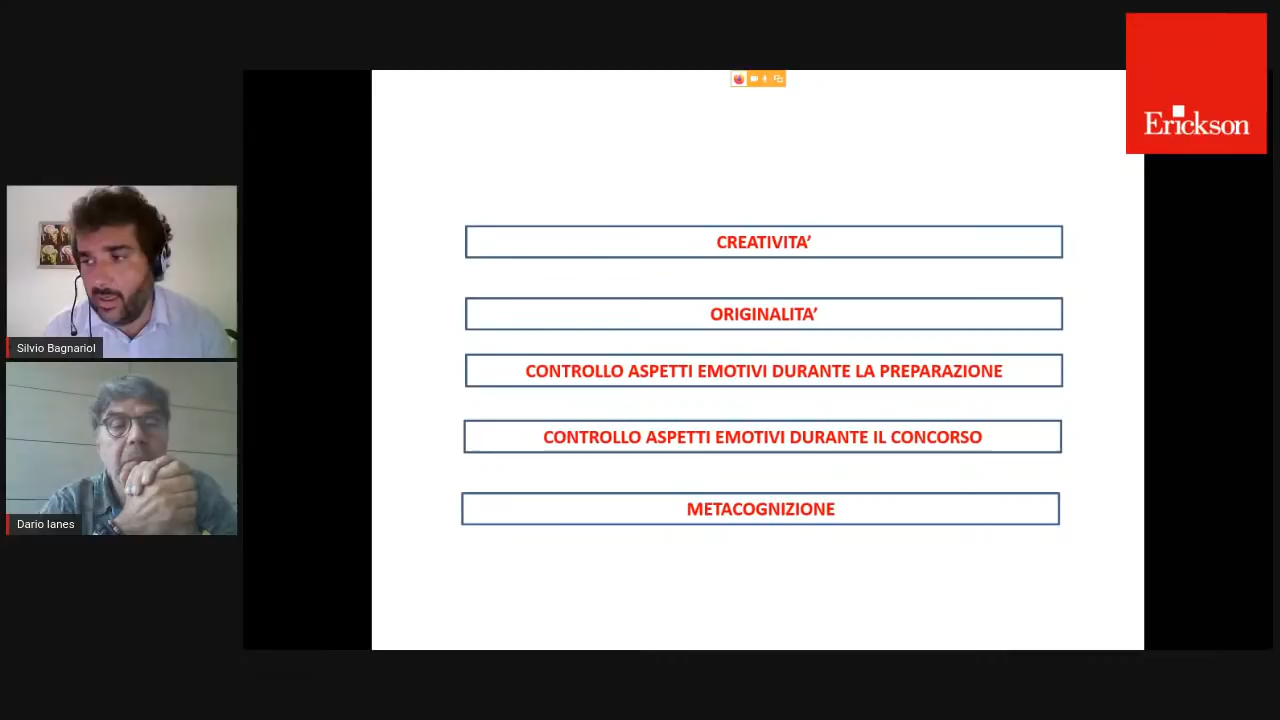 Erickson
CREATIVITA’
ORIGINALITA’
CONTROLLO ASPETTI EMOTIVI DURANTE LA PREPARAZIONE
CONTROLLO ASPETTI EMOTIVI DURANTE IL CONCORSO
METACOGNIZIONE
Silvio Bagnariol
Dario Ianes